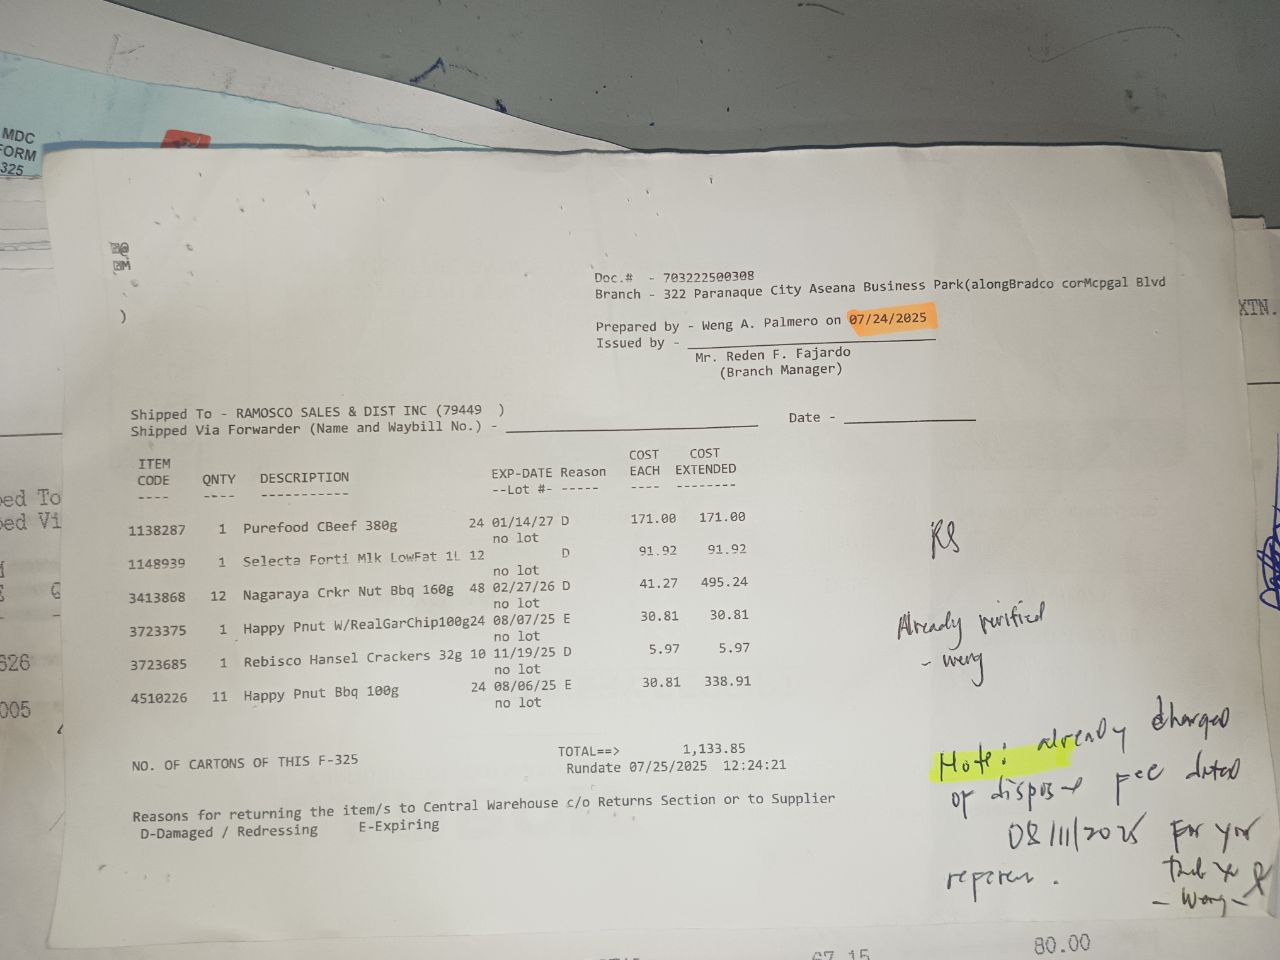 MDC
FORM
325
Doc.# - 703222500308
Branch - 322 Paranaque City Aseana Business Park(alongBradco corMcpgal Blvd
Prepared by - Weng A. Palmero on 07/24/2025
Issued by -
Mr. Reden F. Fajardo
(Branch Manager)
Shipped To - RAMOSCO SALES & DIST INC (79449 )
Shipped Via Forwarder (Name and Waybill No.) -
Date -
ITEM CODE QNTY DESCRIPTION EXP-DATE Reason COST EACH COST EXTENDED
--Lot #-
1138287 1 Purefood CBeef 380g 24 01/14/27 D 171.00 171.00
no lot
1148939 1 Selecta Forti Mlk LowFat 1L 12 D 91.92 91.92
no lot
3413868 12 Nagaraya Crkr Nut Bbq 160g 48 02/27/26 D 41.27 495.24
no lot
3723375 1 Happy Pnut W/RealGarChip100g24 08/07/25 E 30.81 30.81
no lot
3723685 1 Rebisco Hansel Crackers 32g 10 11/19/25 D 5.97 5.97
no lot
4510226 11 Happy Pnut Bbq 100g 24 08/06/25 E 30.81 338.91
no lot
NO. OF CARTONS OF THIS F-325
TOTAL==> 1,133.85
Rundate 07/25/2025 12:24:21
Reasons for returning the item/s to Central Warehouse c/o Returns Section or to Supplier
D-Damaged / Redressing E-Expiring
RS
Already verified
- weng
Note: already charged
of disposal fee dated
08/11/2025 For your
- Weng -
XTN.
ped To
ped Vi
626
005
67.15
80.00